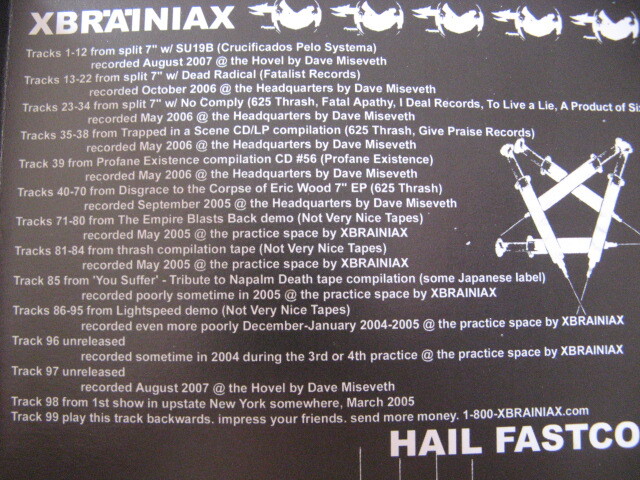 XBRÄÏNIAX
Tracks 1-12 from split 7" w/ SU19B (Crucificados Pelo Systema)
recorded August 2007 @ the Hovel by Dave Miseveth
Tracks 13-22 from split 7" w/ Dead Radical (Fatalist Records)
recorded October 2006 @ the Headquarters by Dave Miseveth
Tracks 23-34 from split 7" w/ No Comply (625 Thrash, Fatal Apathy, I Deal Records, To Live a Lie, A Product of Six
recorded May 2006 @ the Headquarters by Dave Miseveth
Tracks 35-38 from Trapped in a Scene CD/LP compilation (625 Thrash, Give Praise Records)
recorded May 2006 @ the Headquarters by Dave Miseveth
Track 39 from Profane Existence compilation CD #56 (Profane Existence)
recorded May 2006 @ the Headquarters by Dave Miseveth
Tracks 40-70 from Disgrace to the Corpse of Eric Wood 7" EP (625 Thrash)
recorded September 2005 @ the Headquarters by Dave Miseveth
Tracks 71-80 from The Empire Blasts Back demo (Not Very Nice Tapes)
recorded May 2005 @ the practice space by XBRAINIAX
Tracks 81-84 from thrash compilation tape (Not Very Nice Tapes)
recorded May 2005 @ the practice space by XBRAINIAX
Track 85 from 'You Suffer' - Tribute to Napalm Death tape compilation (some Japanese label)
recorded poorly sometime in 2005 @ the practice space by XBRAINIAX
Tracks 86-95 from Lightspeed demo (Not Very Nice Tapes)
recorded even more poorly December-January 2004-2005 @ the practice space by XBRAINIAX
Track 96 unreleased
recorded sometime in 2004 during the 3rd or 4th practice @ the practice space by XBRAINIAX
Track 97 unreleased
recorded August 2007 @ the Hovel by Dave Miseveth
Track 98 from 1st show in upstate New York somewhere, March 2005
Track 99 play this track backwards. impress your friends. send more money. 1-800-XBRAINIAX.com
HAIL FASTCO